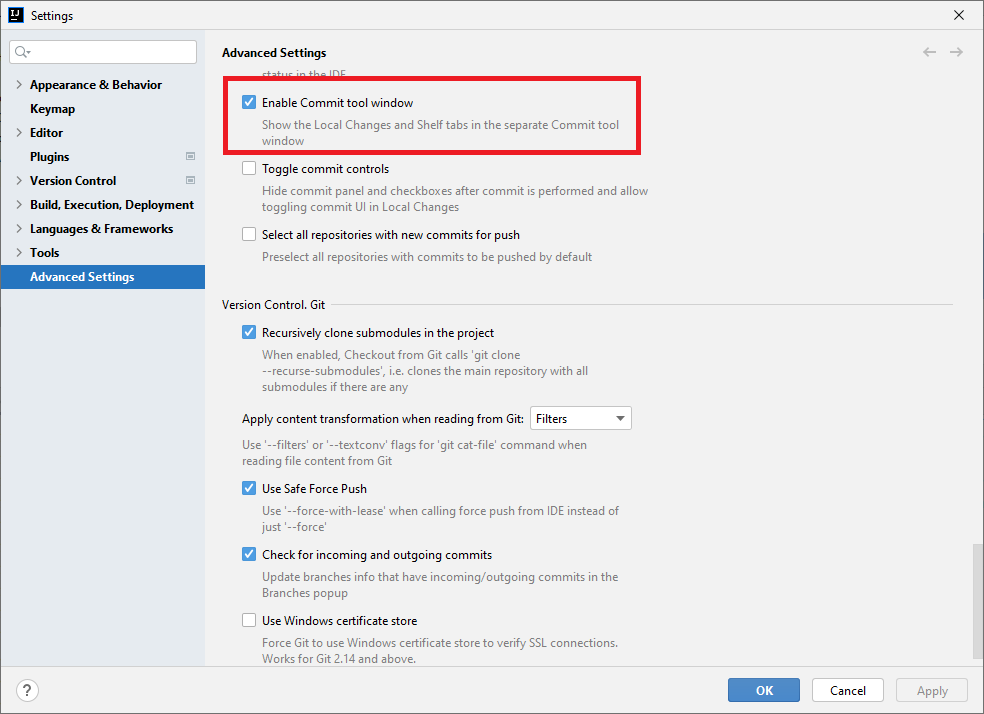 Settings
Appearance & Behavior
Keymap
Editor
Plugins
Version Control
Build, Execution, Deployment
Languages & Frameworks
Tools
Advanced Settings
Advanced Settings
status in the IDE
Enable Commit tool window
Show the Local Changes and Shelf tabs in the separate Commit tool
window
Toggle commit controls
Hide commit panel and checkboxes after commit is performed and allow
toggling commit UI in Local Changes
Select all repositories with new commits for push
Preselect all repositories with commits to be pushed by default
Version Control. Git
Recursively clone submodules in the project
When enabled, Checkout from Git calls 'git clone
--recurse-submodules', i.e. clones the main repository with all
submodules if there are any
Apply content transformation when reading from Git: Filters
Use '--filters' or '--textconv' flags for 'git cat-file' command when
reading file content from Git
Use Safe Force Push
Use '--force-with-lease' when calling force push from IDE instead of
just '--force'
Check for incoming and outgoing commits
Update branches info that have incoming/outgoing commits in the
Branches popup
Use Windows certificate store
Force Git to use Windows certificate store to verify SSL connections.
Works for Git 2.14 and above.
?
OK
Cancel
Apply